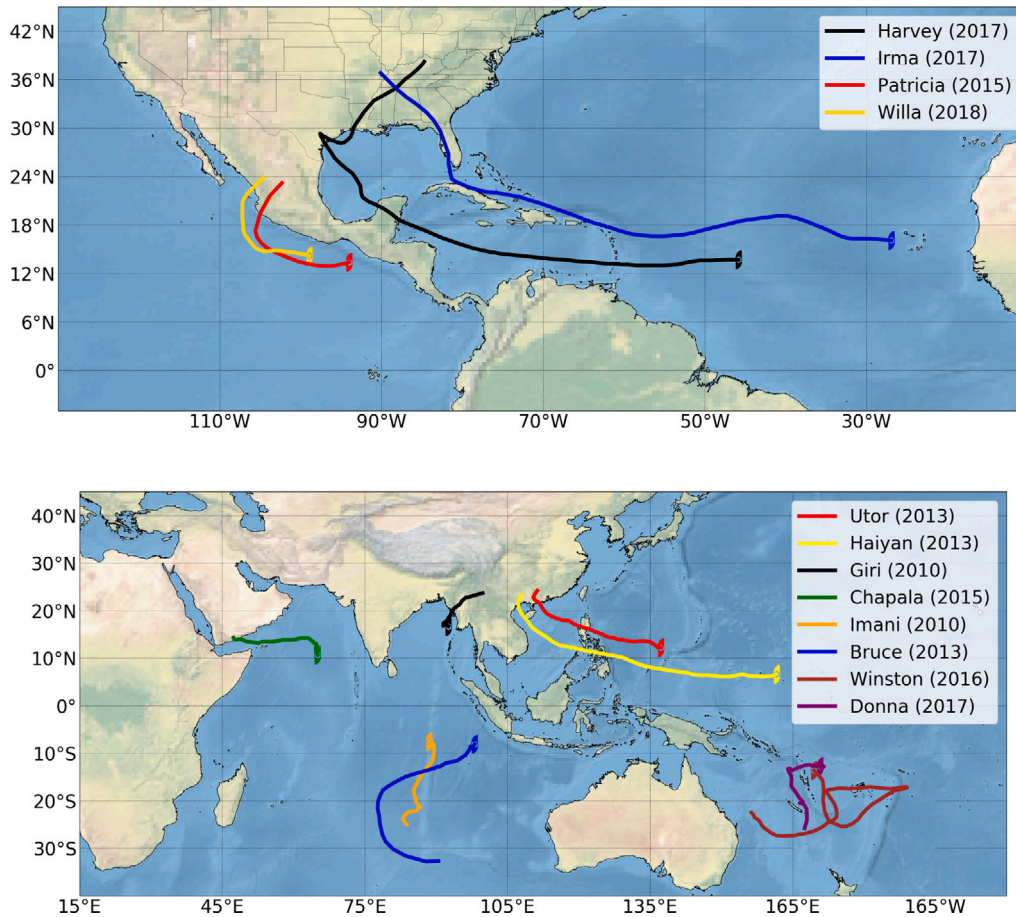 42°N
36°N
30°N
24°N
18°N
12°N
6°N
0°
110°W 90°W 70°W 50°W 30°W
Harvey (2017)
Irma (2017)
Patricia (2015)
Willa (2018)
40°N
30°N
20°N
10°N
0°
10°S
20°S
30°S
15°E 45°E 75°E 105°E 135°E 165°E 165°W
Utor (2013)
Haiyan (2013)
Giri (2010)
Chapala (2015)
Imani (2010)
Bruce (2013)
Winston (2016)
Donna (2017)